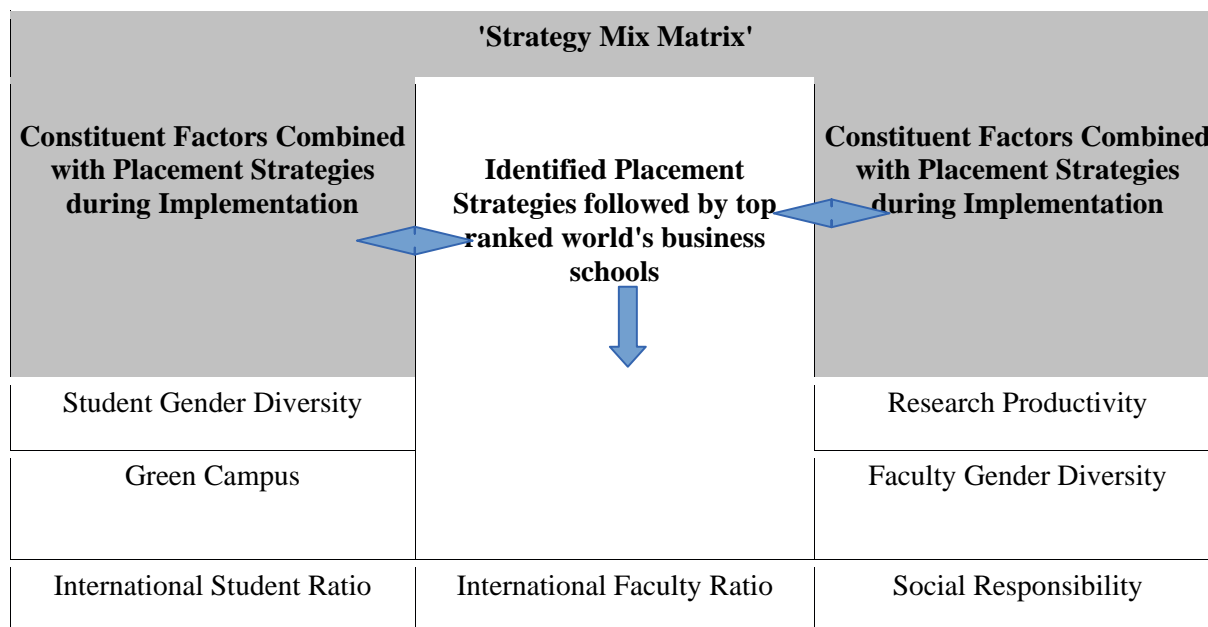 'Strategy Mix Matrix'
Constituent Factors Combined
with Placement Strategies
during Implementation
Identified Placement
Strategies followed by top
ranked world's business
schools
Constituent Factors Combined
with Placement Strategies
during Implementation
Student Gender Diversity
Research Productivity
Green Campus
Faculty Gender Diversity
International Student Ratio
International Faculty Ratio
Social Responsibility